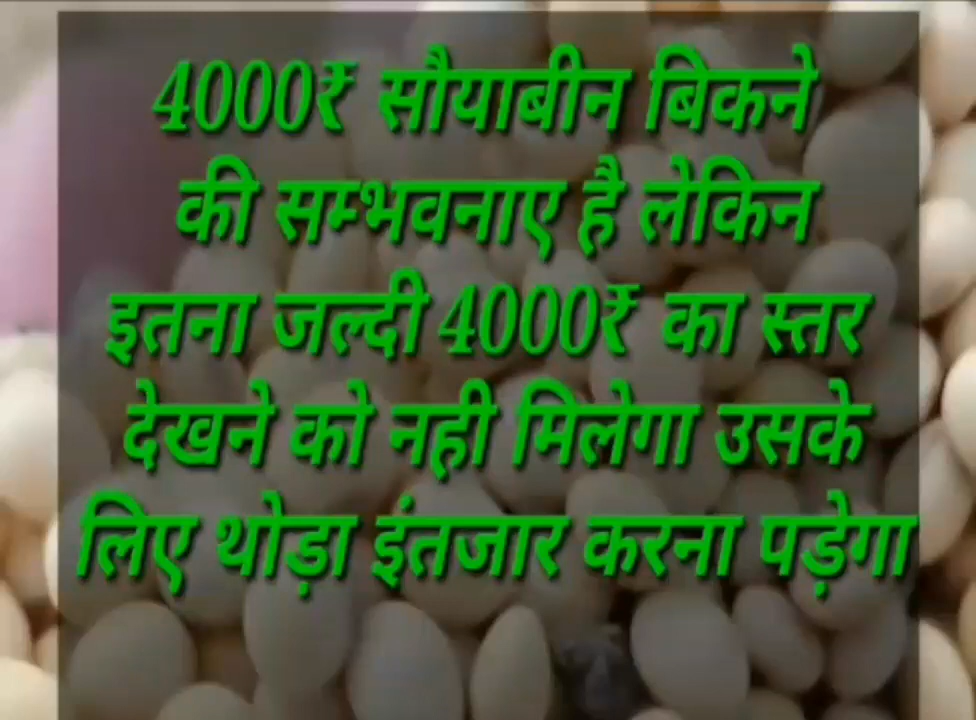 4000₹ सौयाबीन बिकने
की सम्भवनाए है लेकिन
इतना जल्दी 4000₹ का स्तर
देखने को नही मिलेगा उसके
लिए थोड़ा इंतजार करना पड़ेगा